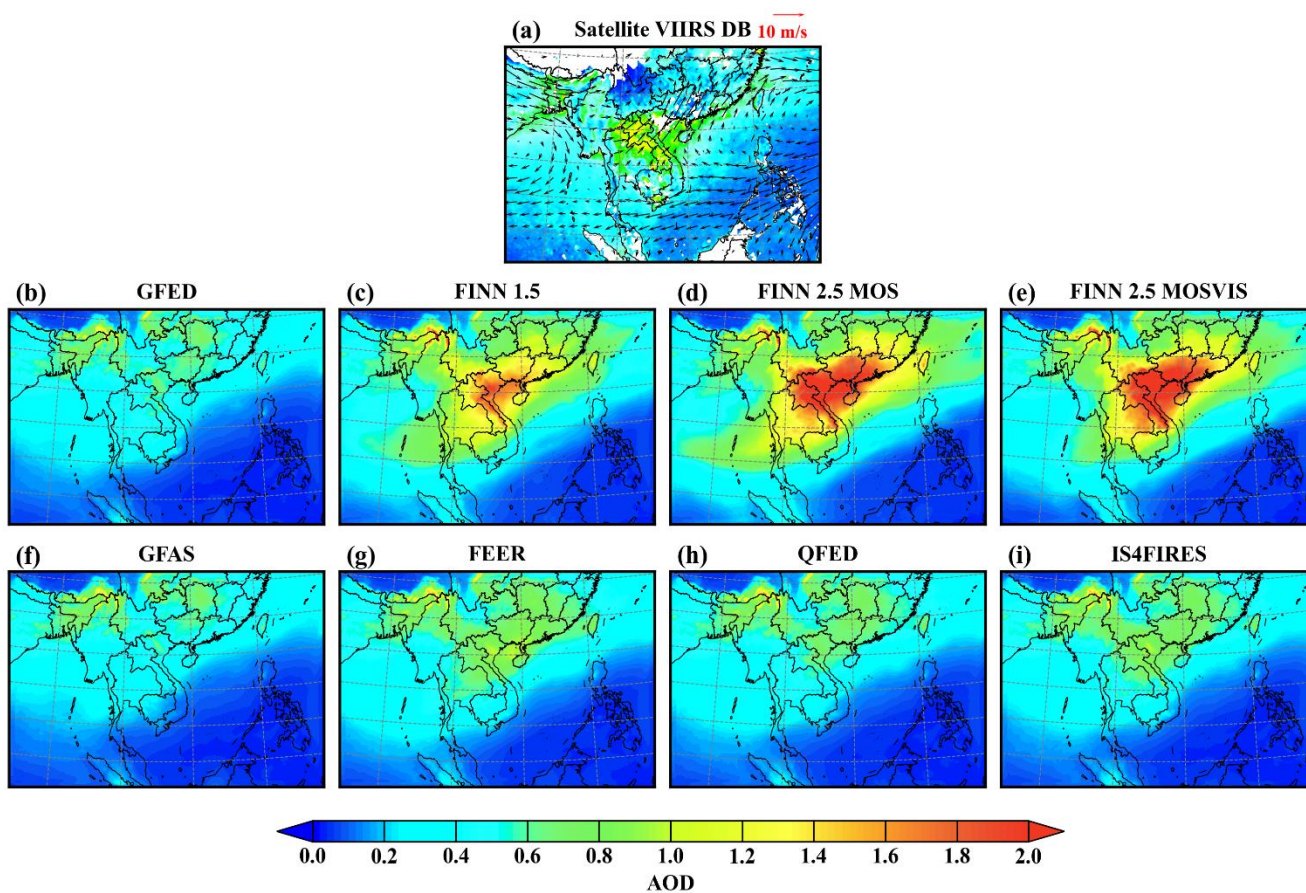 (a) Satellite VIIRS DB 10 m/s
(b) GFED
(c) FINN 1.5
(d) FINN 2.5 MOS
(e) FINN 2.5 MOSVIS
(f) GFAS
(g) FEER
(h) QFED
(i) IS4FIRES
0.0 0.2 0.4 0.6 0.8 1.0 1.2 1.4 1.6 1.8 2.0
AOD